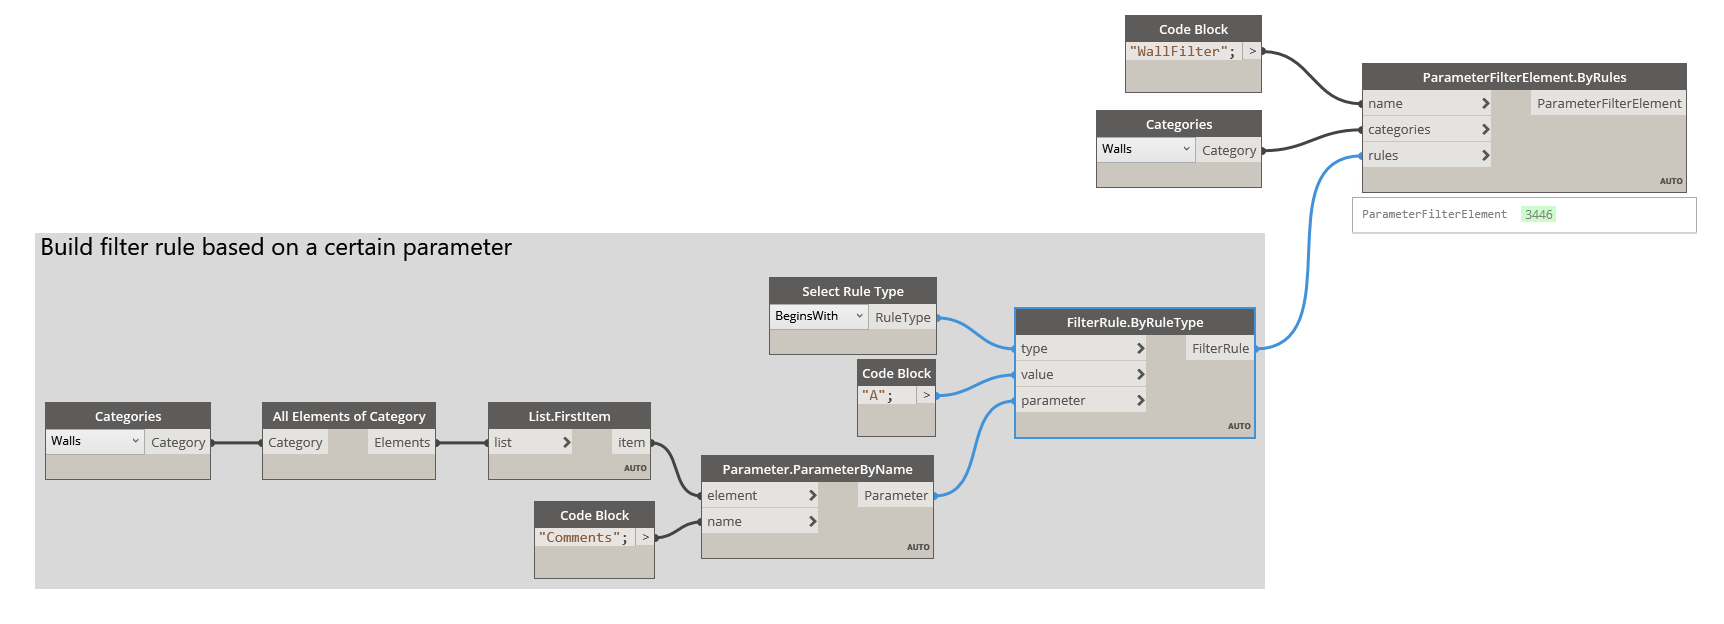 Code Block
"WallFilter"; >
Categories
Walls Category
ParameterFilterElement.ByRules
name ParameterFilterElement
categories
rules
AUTO
ParameterFilterElement 3446
Build filter rule based on a certain parameter
Select Rule Type
BeginsWith RuleType
Code Block
"A"; >
FilterRule.ByRuleType
type FilterRule
value
parameter
AUTO
Categories
Walls Category
All Elements of Category
Category Elements
List.FirstItem
list item
AUTO
Code Block
"Comments"; >
Parameter.ParameterByName
element Parameter
name
AUTO